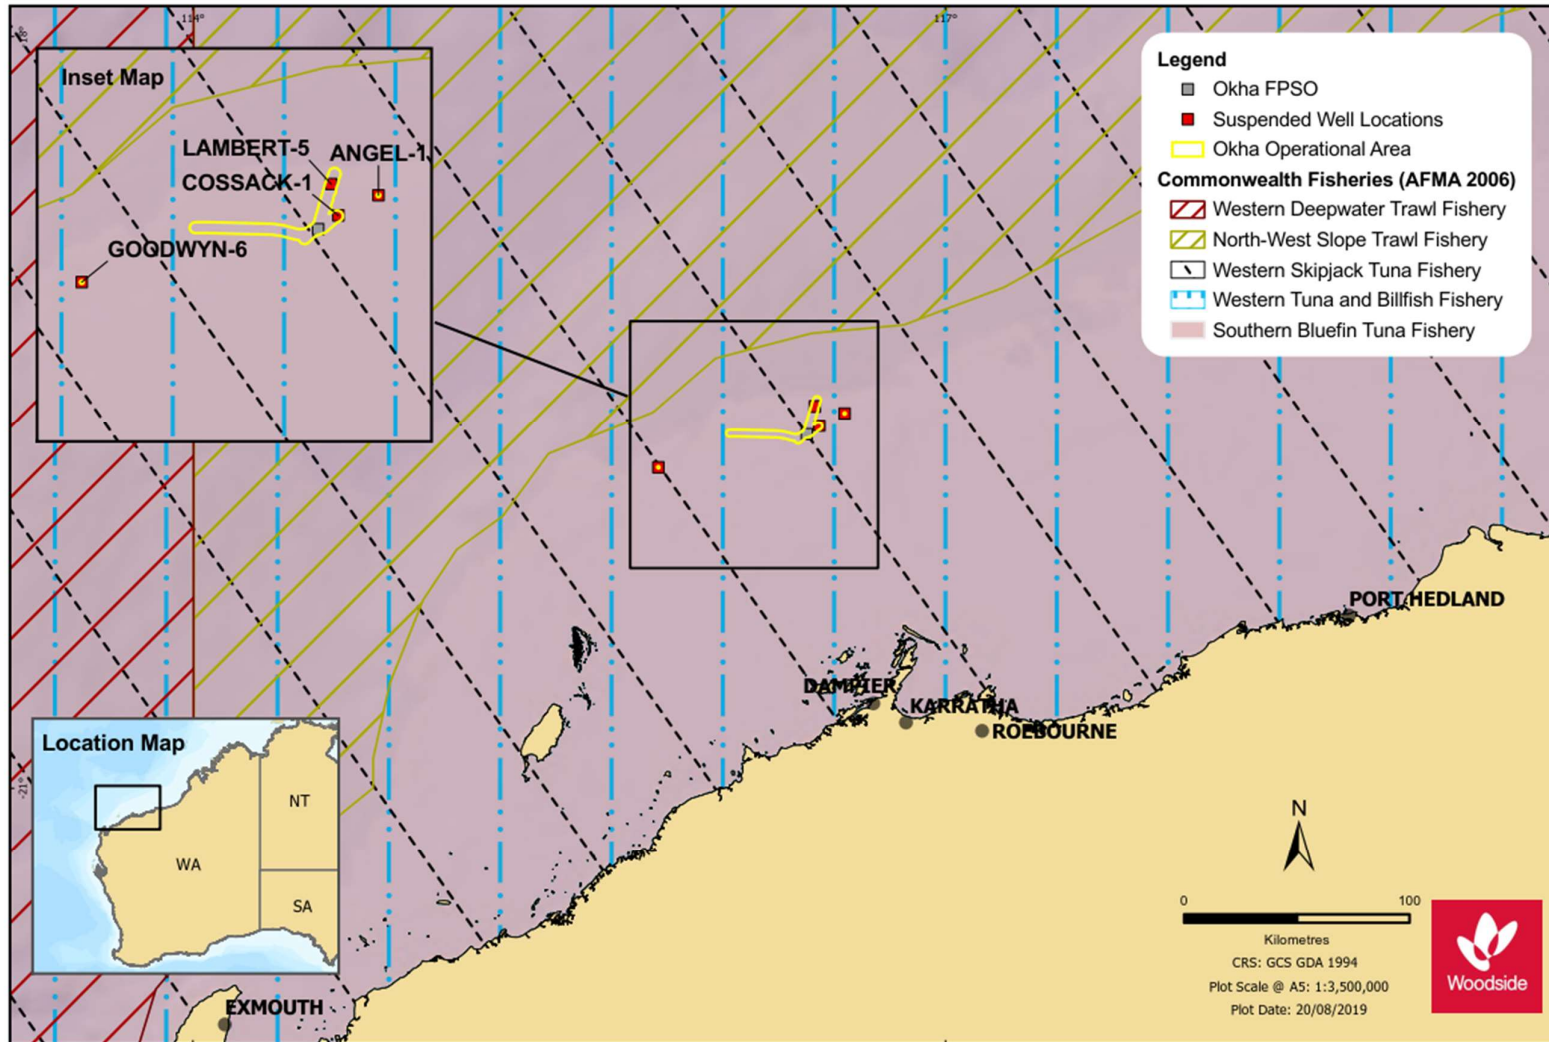 114°
117°
-18°
Inset Map
LAMBERT-5
ANGEL-1
COSSACK-1
GOODWYN-6
Legend
Okha FPSO
Suspended Well Locations
Okha Operational Area
Commonwealth Fisheries (AFMA 2006)
Western Deepwater Trawl Fishery
North-West Slope Trawl Fishery
Western Skipjack Tuna Fishery
Western Tuna and Billfish Fishery
Southern Bluefin Tuna Fishery
PORT HEDLAND
DAMPIER
KARRATHA
ROEBOURNE
-21°
Location Map
NT
WA
SA
EXMOUTH
N
0 100
Kilometres
CRS: GCS GDA 1994
Plot Scale @ A5: 1:3,500,000
Plot Date: 20/08/2019
Woodside